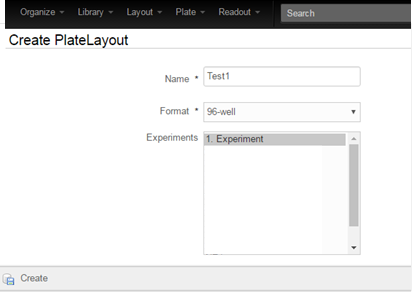 Organize Library Layout Plate Readout Search
Create PlateLayout
Name * Test1
Format * 96-well
Experiments 1. Experiment
Create